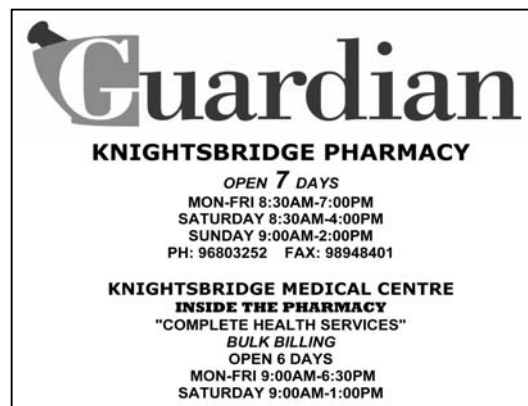 Guardian
KNIGHTSBRIDGE PHARMACY
OPEN 7 DAYS
MON-FRI 8:30AM-7:00PM
SATURDAY 8:30AM-4:00PM
SUNDAY 9:00AM-2:00PM
PH: 96803252 FAX: 98948401
KNIGHTSBRIDGE MEDICAL CENTRE
INSIDE THE PHARMACY
"COMPLETE HEALTH SERVICES"
BULK BILLING
OPEN 6 DAYS
MON-FRI 9:00AM-6:30PM
SATURDAY 9:00AM-1:00PM